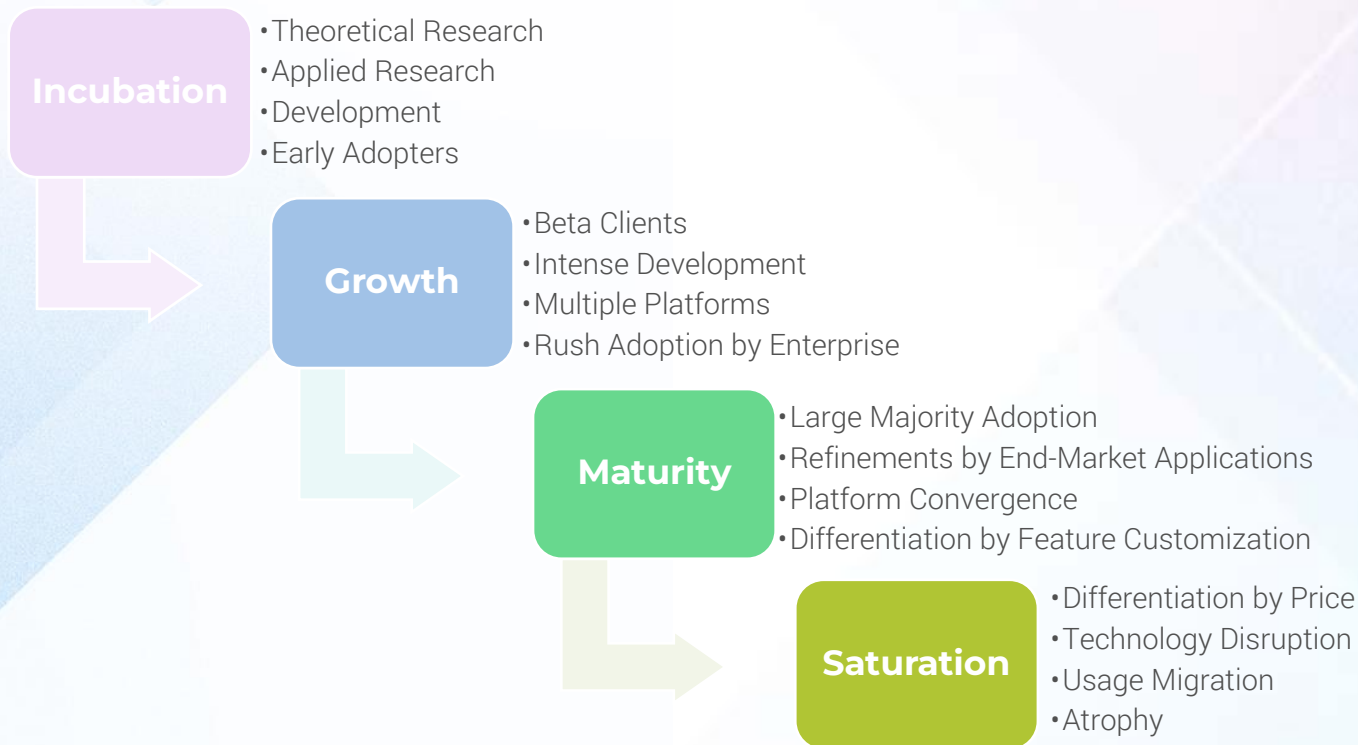 Incubation
•Theoretical Research
•Applied Research
•Development
•Early Adopters
Growth
•Beta Clients
•Intense Development
•Multiple Platforms
•Rush Adoption by Enterprise
Maturity
•Large Majority Adoption
•Refinements by End-Market Applications
•Platform Convergence
•Differentiation by Feature Customization
Saturation
•Differentiation by Price
•Technology Disruption
•Usage Migration
•Atrophy